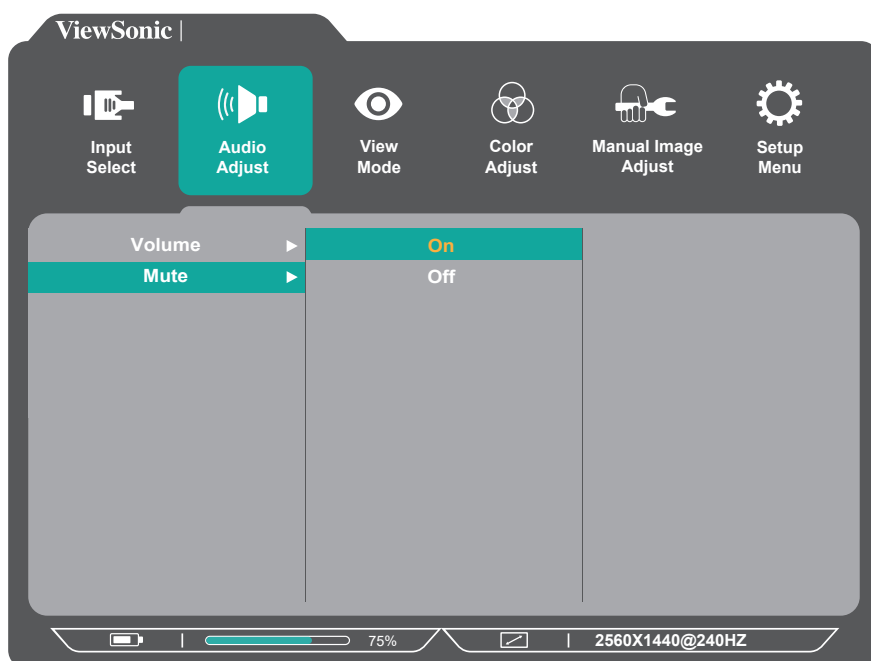 ViewSonic
Input
Select
Audio
Adjust
View
Mode
Color
Adjust
Manual Image
Adjust
Setup
Menu
Volume
On
Mute
Off
75%
2560X1440@240HZ